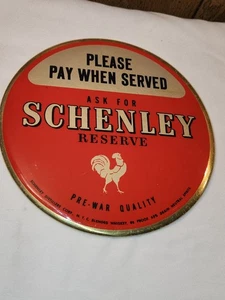 PLEASE
PAY WHEN SERVED
ASK FOR
SCHENLEY
RESERVE
PRE-WAR QUALITY